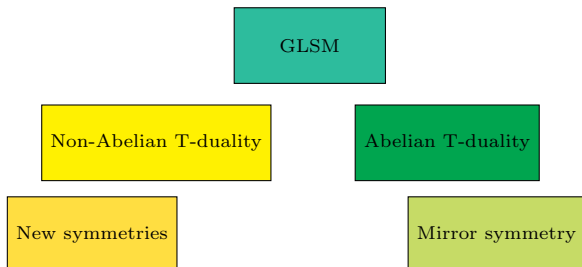 GLSM
Non-Abelian T-duality
Abelian T-duality
New symmetries
Mirror symmetry